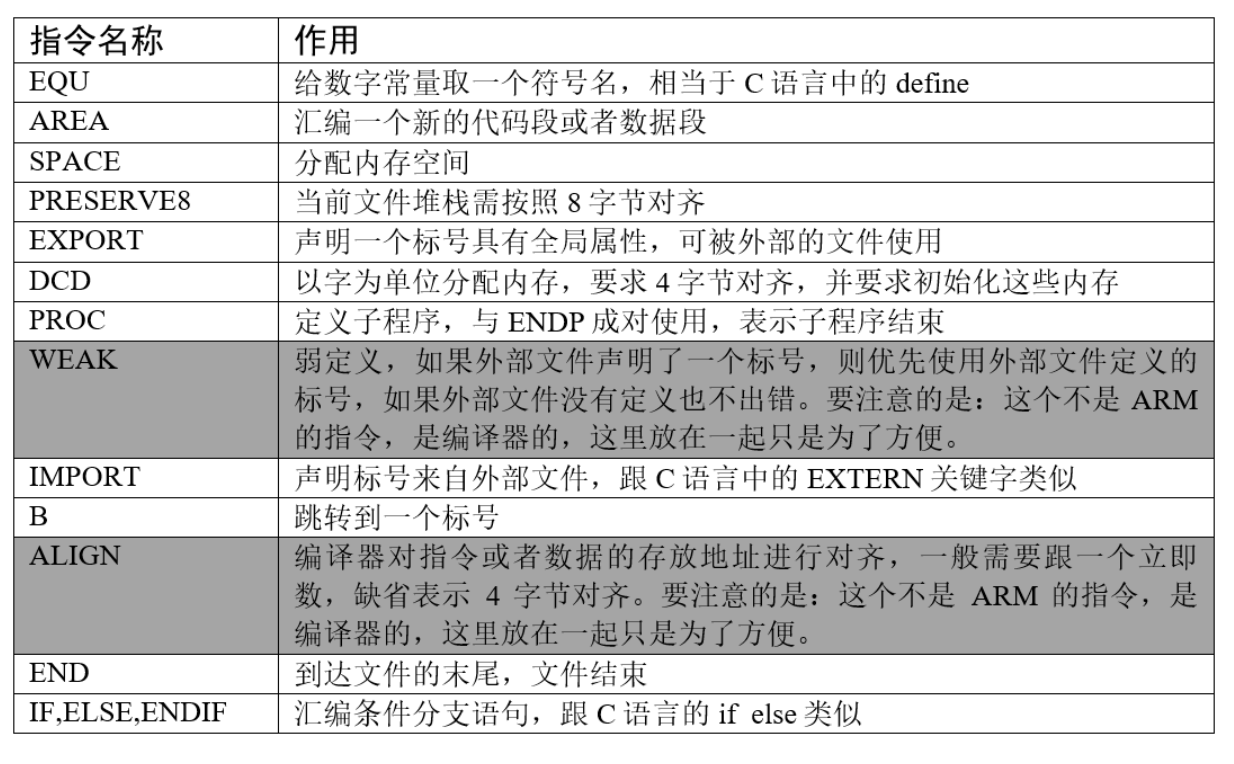 指令名称 作用
EQU 给数字常量取一个符号名，相当于 C 语言中的 define
AREA 汇编一个新的代码段或者数据段
SPACE 分配内存空间
PRESERVE8 当前文件堆栈需按照 8 字节对齐
EXPORT 声明一个标号具有全局属性，可被外部的文件使用
DCD 以字为单位分配内存，要求 4 字节对齐，并要求初始化这些内存
PROC 定义子程序，与 ENDP 成对使用，表示子程序结束
WEAK 弱定义，如果外部文件声明了一个标号，则优先使用外部文件定义的
标号，如果外部文件没有定义也不出错。要注意的是：这个不是 ARM
的指令，是编译器的，这里放在一起只是为了方便。
IMPORT 声明标号来自外部文件，跟 C 语言中的 EXTERN 关键字类似
B 跳转到一个标号
ALIGN 编译器对指令或者数据的存放地址进行对齐，一般需要跟一个立即
数，缺省表示 4 字节对齐。要注意的是：这个不是 ARM 的指令，是
编译器的，这里放在一起只是为了方便。
END 到达文件的末尾，文件结束
IF,ELSE,ENDIF 汇编条件分支语句，跟 C 语言的 if else 类似